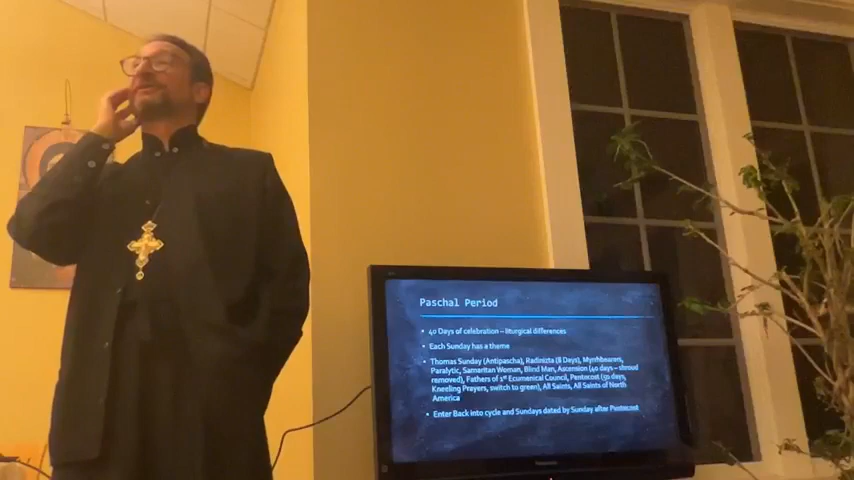 Paschal Period
• 40 Days of celebration – liturgical differences
• Each Sunday has a theme
• Thomas Sunday (Antipascha), Radinizta (8 Days), Myrrhbearers,
Paralytic, Samaritan Woman, Blind Man, Ascension (40 days – shroud
removed), Fathers of 1st Ecumenical Council, Pentecost (50 days,
Kneeling Prayers, switch to green), All Saints, All Saints of North
America
• Enter Back into cycle and Sundays dated by Sunday after Pentecost
Panasonic